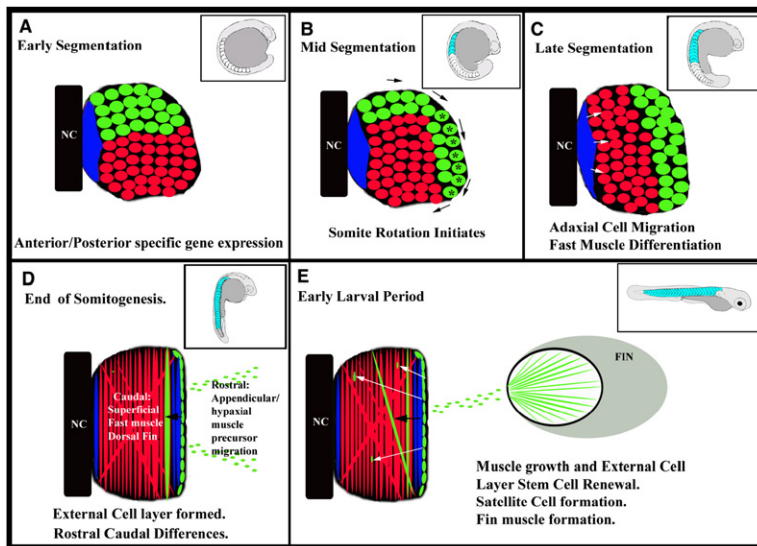 A
Early Segmentation
NC
Anterior/Posterior specific gene expression
B
Mid Segmentation
NC
* * * * * * *
Somite Rotation Initiates
C
Late Segmentation
NC
Adaxial Cell Migration
Fast Muscle Differentiation
D
End of Somitogenesis.
NC
Caudal:
Superficial
Fast muscle
Dorsal Fin
Rostral:
Appendicular/
hypaxial
muscle
precursor
migration
External Cell layer formed.
Rostral Caudal Differences.
E
Early Larval Period
NC
FIN
Muscle growth and External Cell
Layer Stem Cell Renewal.
Satellite Cell formation.
Fin muscle formation.